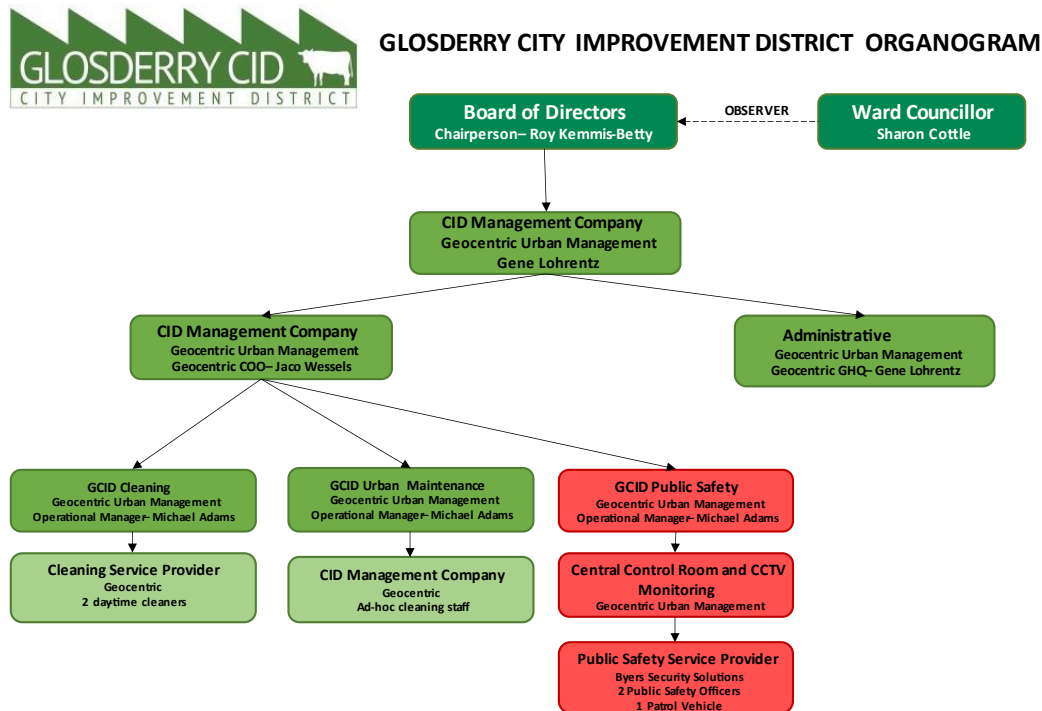 GLOSDERRY CID
CITY IMPROVEMENT DISTRICT
GLOSDERRY CITY IMPROVEMENT DISTRICT ORGANOGRAM
Board of Directors
Chairperson– Roy Kemmis-Betty
OBSERVER
Ward Councillor
Sharon Cottle
CID Management Company
Geocentric Urban Management
Gene Lohrentz
CID Management Company
Geocentric Urban Management
Geocentric COO– Jaco Wessels
Administrative
Geocentric Urban Management
Geocentric GHQ– Gene Lohrentz
GCID Cleaning
Geocentric Urban Management
Operational Manager– Michael Adams
GCID Urban Maintenance
Geocentric Urban Management
Operational Manager– Michael Adams
GCID Public Safety
Geocentric Urban Management
Operational Manager– Michael Adams
Cleaning Service Provider
Geocentric
2 daytime cleaners
CID Management Company
Geocentric
Ad-hoc cleaning staff
Central Control Room and CCTV
Monitoring
Geocentric Urban Management
Public Safety Service Provider
Byers Security Solutions
2 Public Safety Officers
1 Patrol Vehicle